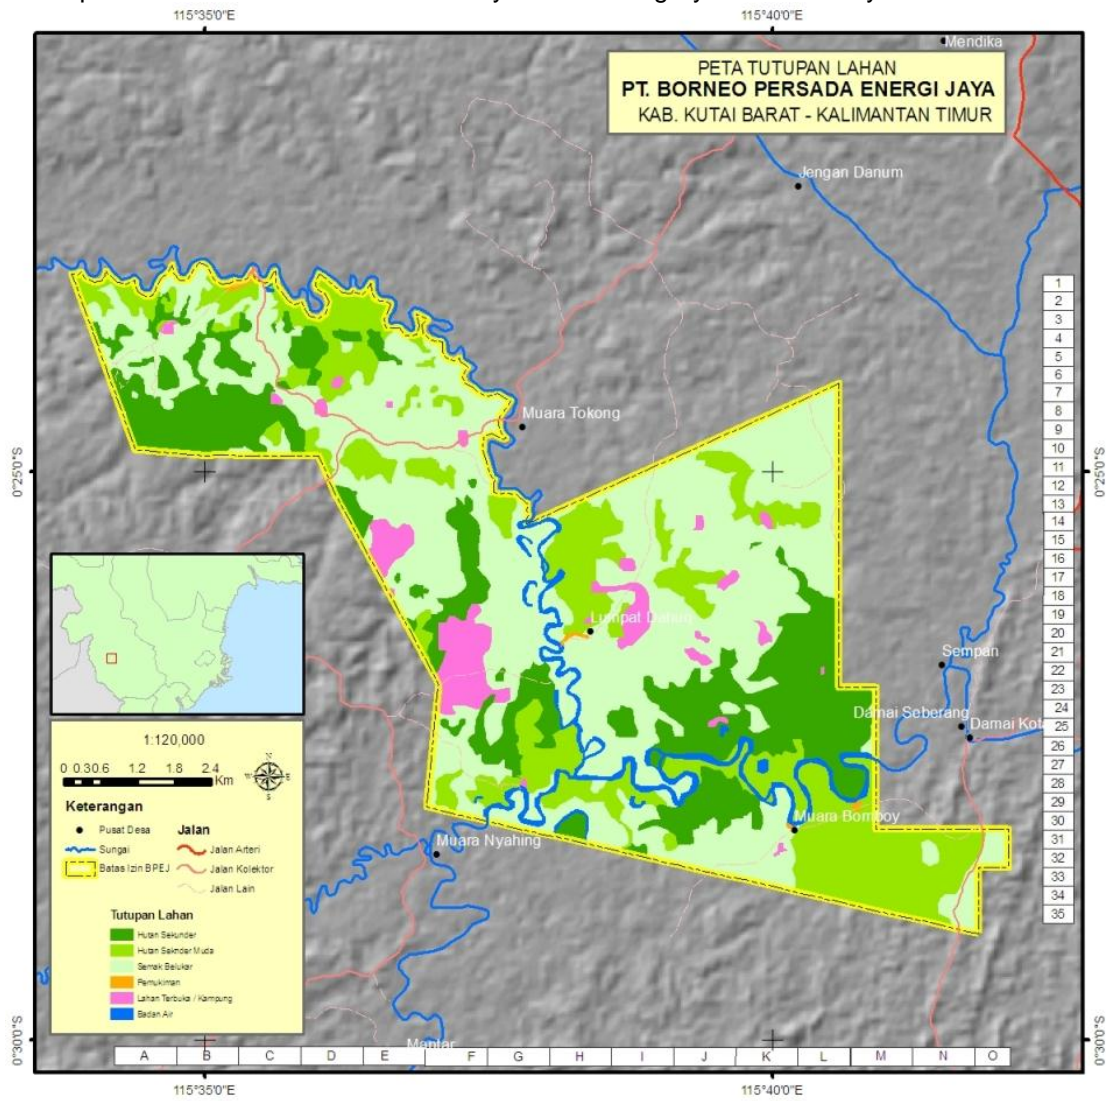 115°35'0"E
115°40'0"E
Mendika
PETA TUTUPAN LAHAN
PT. BORNEO PERSADA ENERGI JAYA
KAB. KUTAI BARAT - KALIMANTAN TIMUR
Jengan Danum
1
2
3
4
5
6
7
8
9
10
11
12
13
14
15
16
17
18
19
20
21
22
23
24
25
26
27
28
29
30
31
32
33
34
35
Muara Tokong
0°25'0"S
0°25'0"S
Lumpat Dahuq
Sempan
Damai Seberang
Damai Kota
Muara Bomboy
Muara Nyahing
1:120,000
0 0.30.6 1.2 1.8 2.4
Km
N
W E
S
Keterangan
Pusat Desa
Sungai
Batas Izin BPEJ
Jalan
Jalan Arteri
Jalan Kolektor
Jalan Lain
Tutupan Lahan
Hutan Sekunder
Hutan Seknder Muda
Semak Belukar
Pemukiman
Lahan Terbuka / Kampung
Badan Air
Mantar
0°30'0"S
0°30'0"S
A B C D E F G H I J K L M N O
115°35'0"E
115°40'0"E